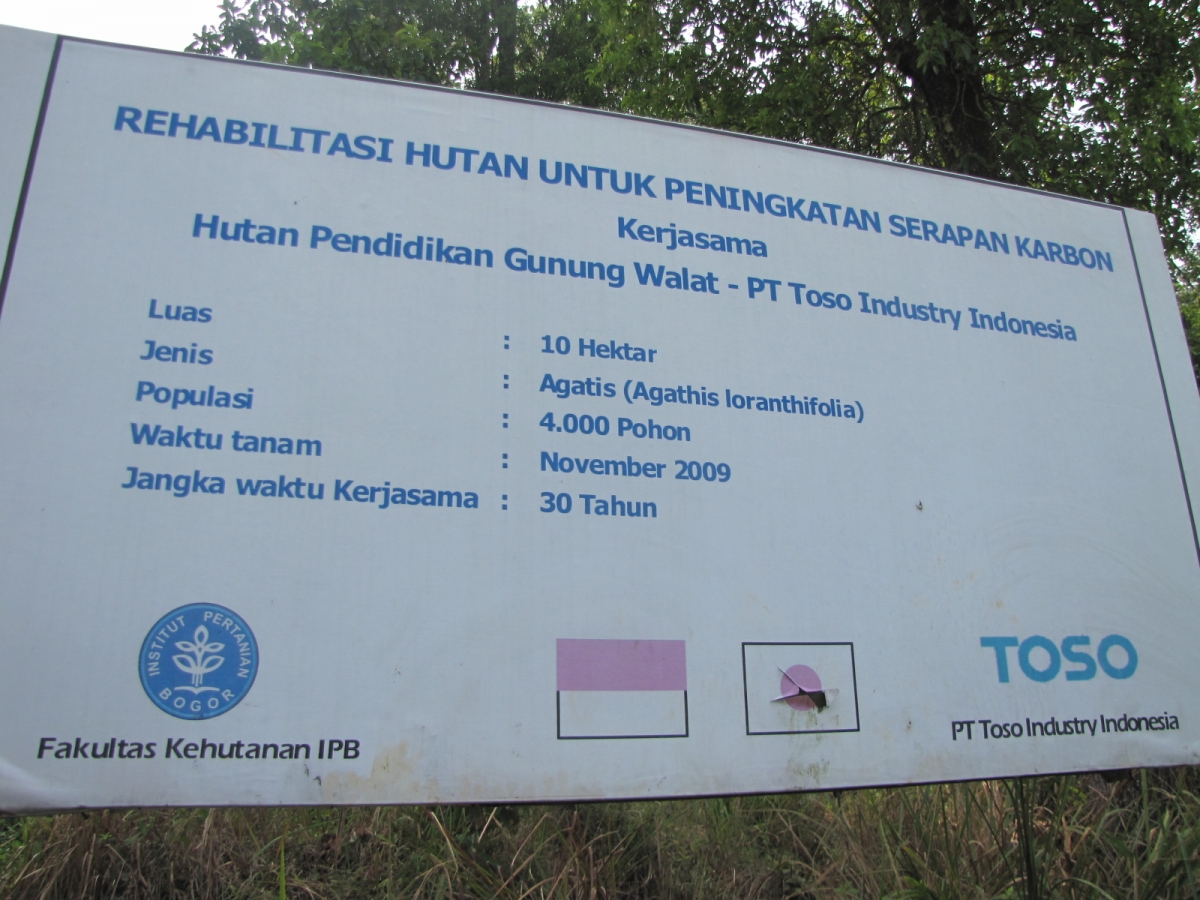 REHABILITASI HUTAN UNTUK PENINGKATAN SERAPAN KARBON
Kerjasama
Hutan Pendidikan Gunung Walat - PT Toso Industry Indonesia
Luas : 10 Hektar
Jenis : Agatis (Agathis loranthifolia)
Populasi : 4.000 Pohon
Waktu tanam : November 2009
Jangka waktu Kerjasama : 30 Tahun
INSTITUT PERTANIAN BOGOR
Fakultas Kehutanan IPB
TOSO
PT Toso Industry Indonesia